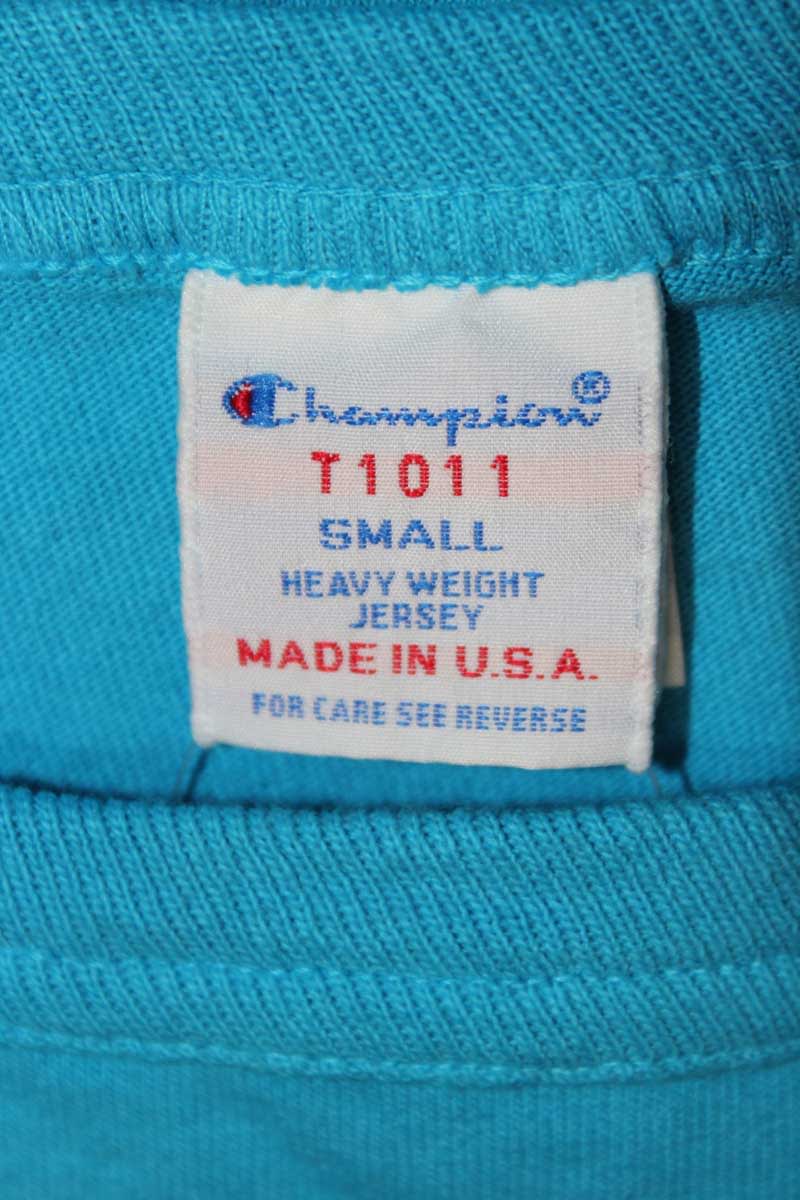 Champion®
T1011
SMALL
HEAVY WEIGHT
JERSEY
MADE IN U.S.A.
FOR CARE SEE REVERSE